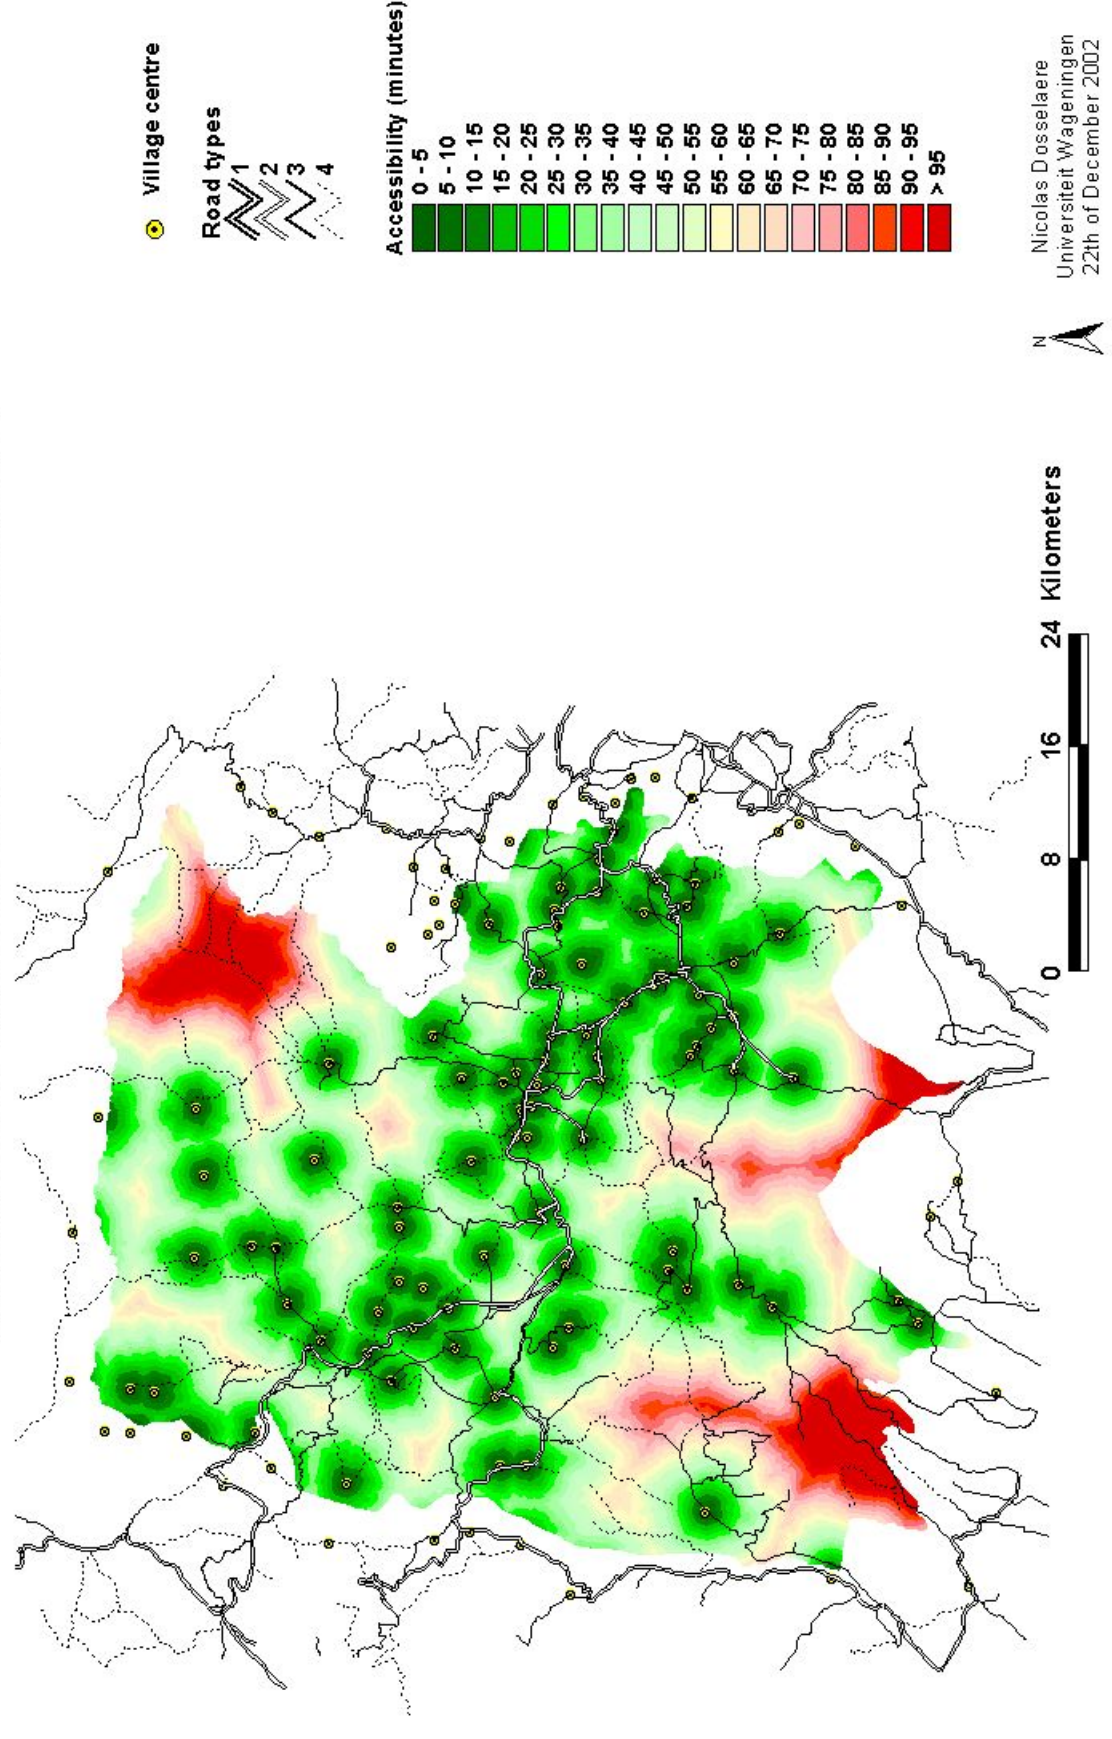 Village centre
Road types
1
2
3
4
Accessibility (minutes)
0 - 5
5 - 10
10 - 15
15 - 20
20 - 25
25 - 30
30 - 35
35 - 40
40 - 45
45 - 50
50 - 55
55 - 60
60 - 65
65 - 70
70 - 75
75 - 80
80 - 85
85 - 90
90 - 95
> 95
0 8 16 24 Kilometers
N
Nicolas Dosselaere
Universiteit Wageningen
22th of December 2002